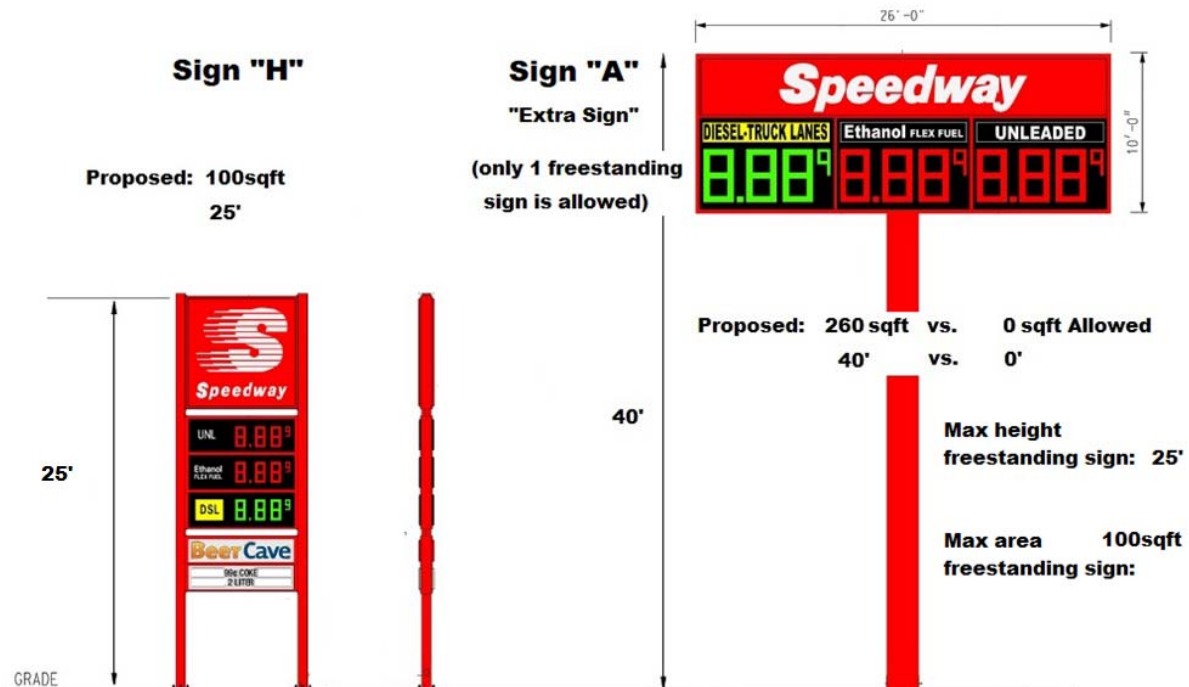 Sign "H"
Proposed: 100sqft
25'
25'
S
Speedway
UNL 8.88⁹
Ethanol
FLEX FUEL 8.88⁹
DSL 8.88⁹
Beer Cave
99¢ COKE
2 LITER
GRADE
Sign "A"
"Extra Sign"
(only 1 freestanding
sign is allowed)
40'
26'-0"
10'-0"
Speedway
DIESEL-TRUCK LANES Ethanol FLEX FUEL UNLEADED
8.88⁹ 8.88⁹ 8.88⁹
Proposed: 260 sqft vs. 0 sqft Allowed
40' vs. 0'
Max height
freestanding sign: 25'
Max area 100sqft
freestanding sign: